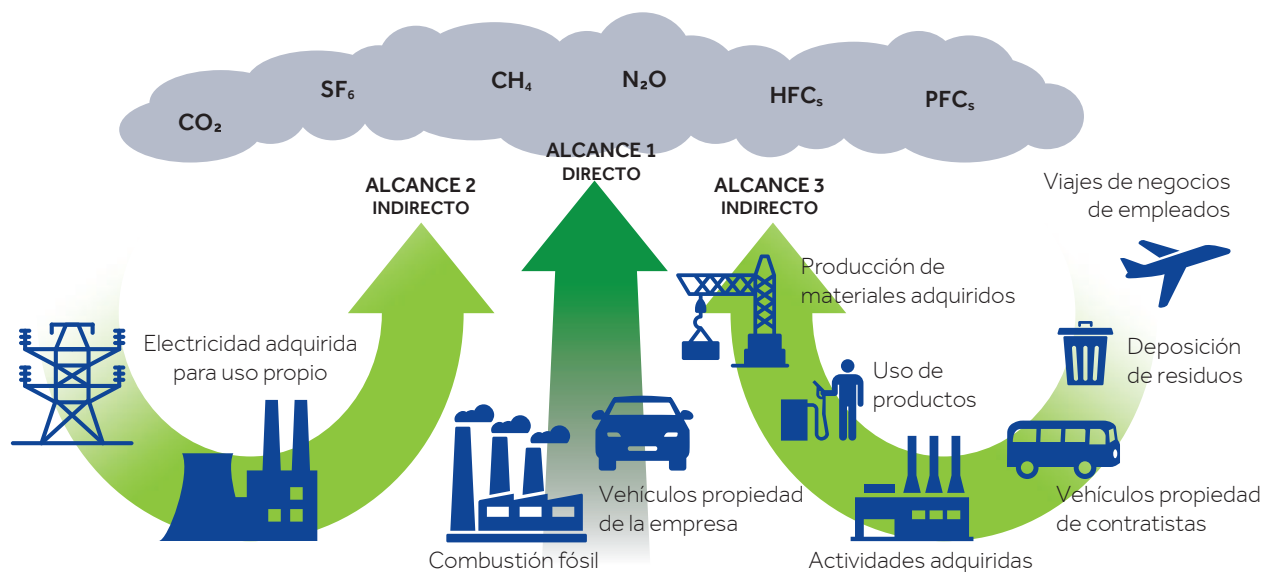 CO₂
SF₆
CH₄
N₂O
HFCₛ
PFCₛ
ALCANCE 1
DIRECTO
ALCANCE 2
INDIRECTO
ALCANCE 3
INDIRECTO
Viajes de negocios
de empleados
Producción de
materiales adquiridos
Electricidad adquirida
para uso propio
Deposición
de residuos
Uso de
productos
Vehículos propiedad
de la empresa
Vehículos propiedad
de contratistas
Combustión fósil
Actividades adquiridas